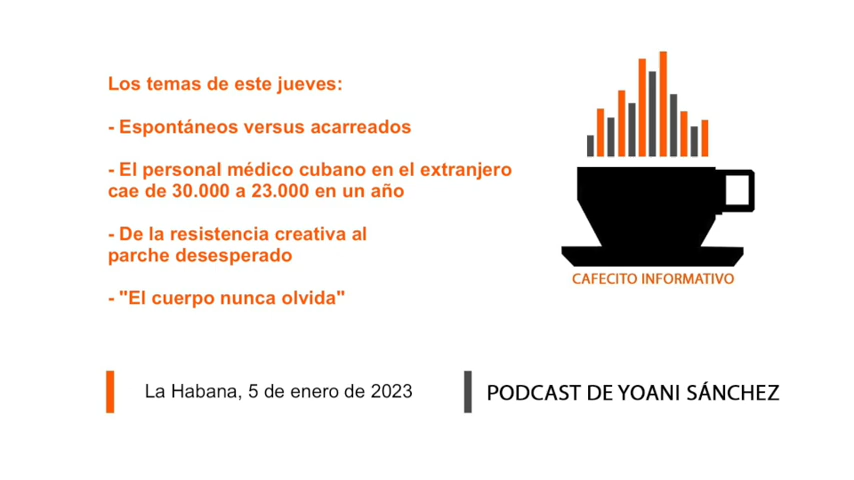 Los temas de este jueves:
- Espontáneos versus acarreados
- El personal médico cubano en el extranjero
cae de 30.000 a 23.000 en un año
- De la resistencia creativa al
parche desesperado
- "El cuerpo nunca olvida"
CAFECITO INFORMATIVO
La Habana, 5 de enero de 2023
PODCAST DE YOANI SÁNCHEZ